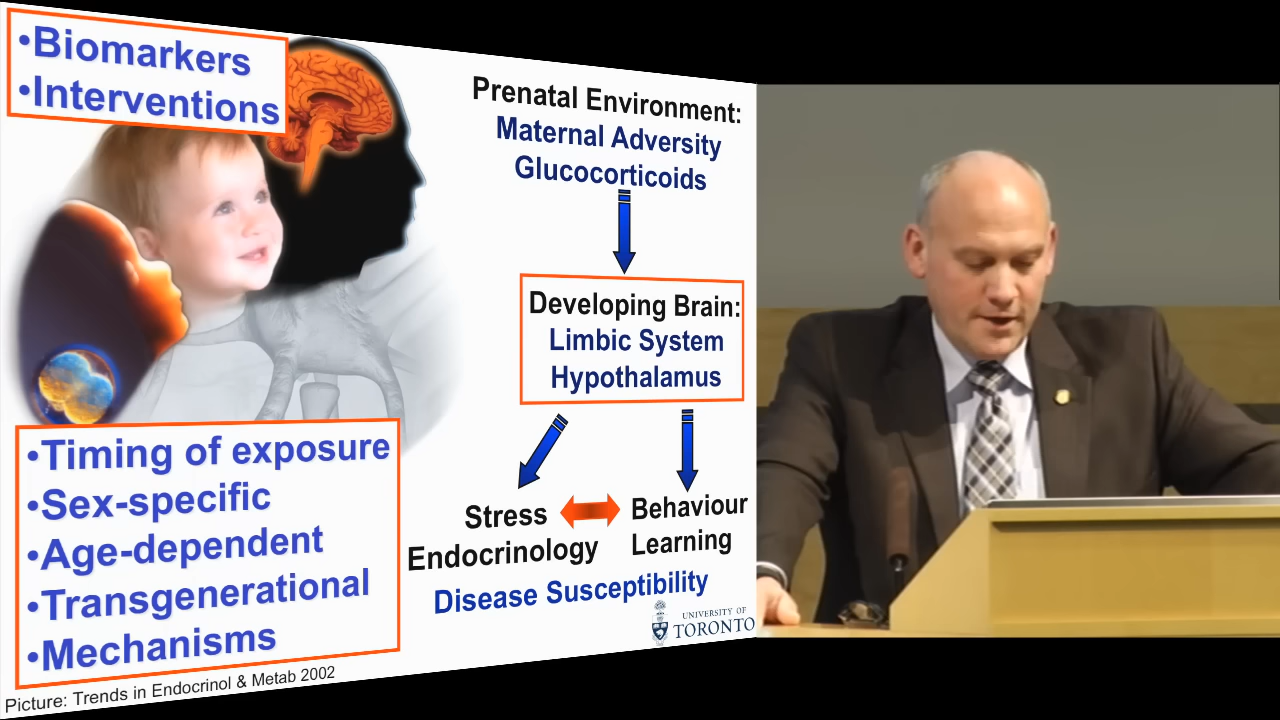 •Biomarkers
•Interventions
Prenatal Environment:
Maternal Adversity
Glucocorticoids
Developing Brain:
Limbic System
Hypothalamus
Stress
Endocrinology
Behaviour
Learning
Disease Susceptibility
•Timing of exposure
•Sex-specific
•Age-dependent
•Transgenerational
•Mechanisms
UNIVERSITY OF
TORONTO
Picture: Trends in Endocrinol & Metab 2002